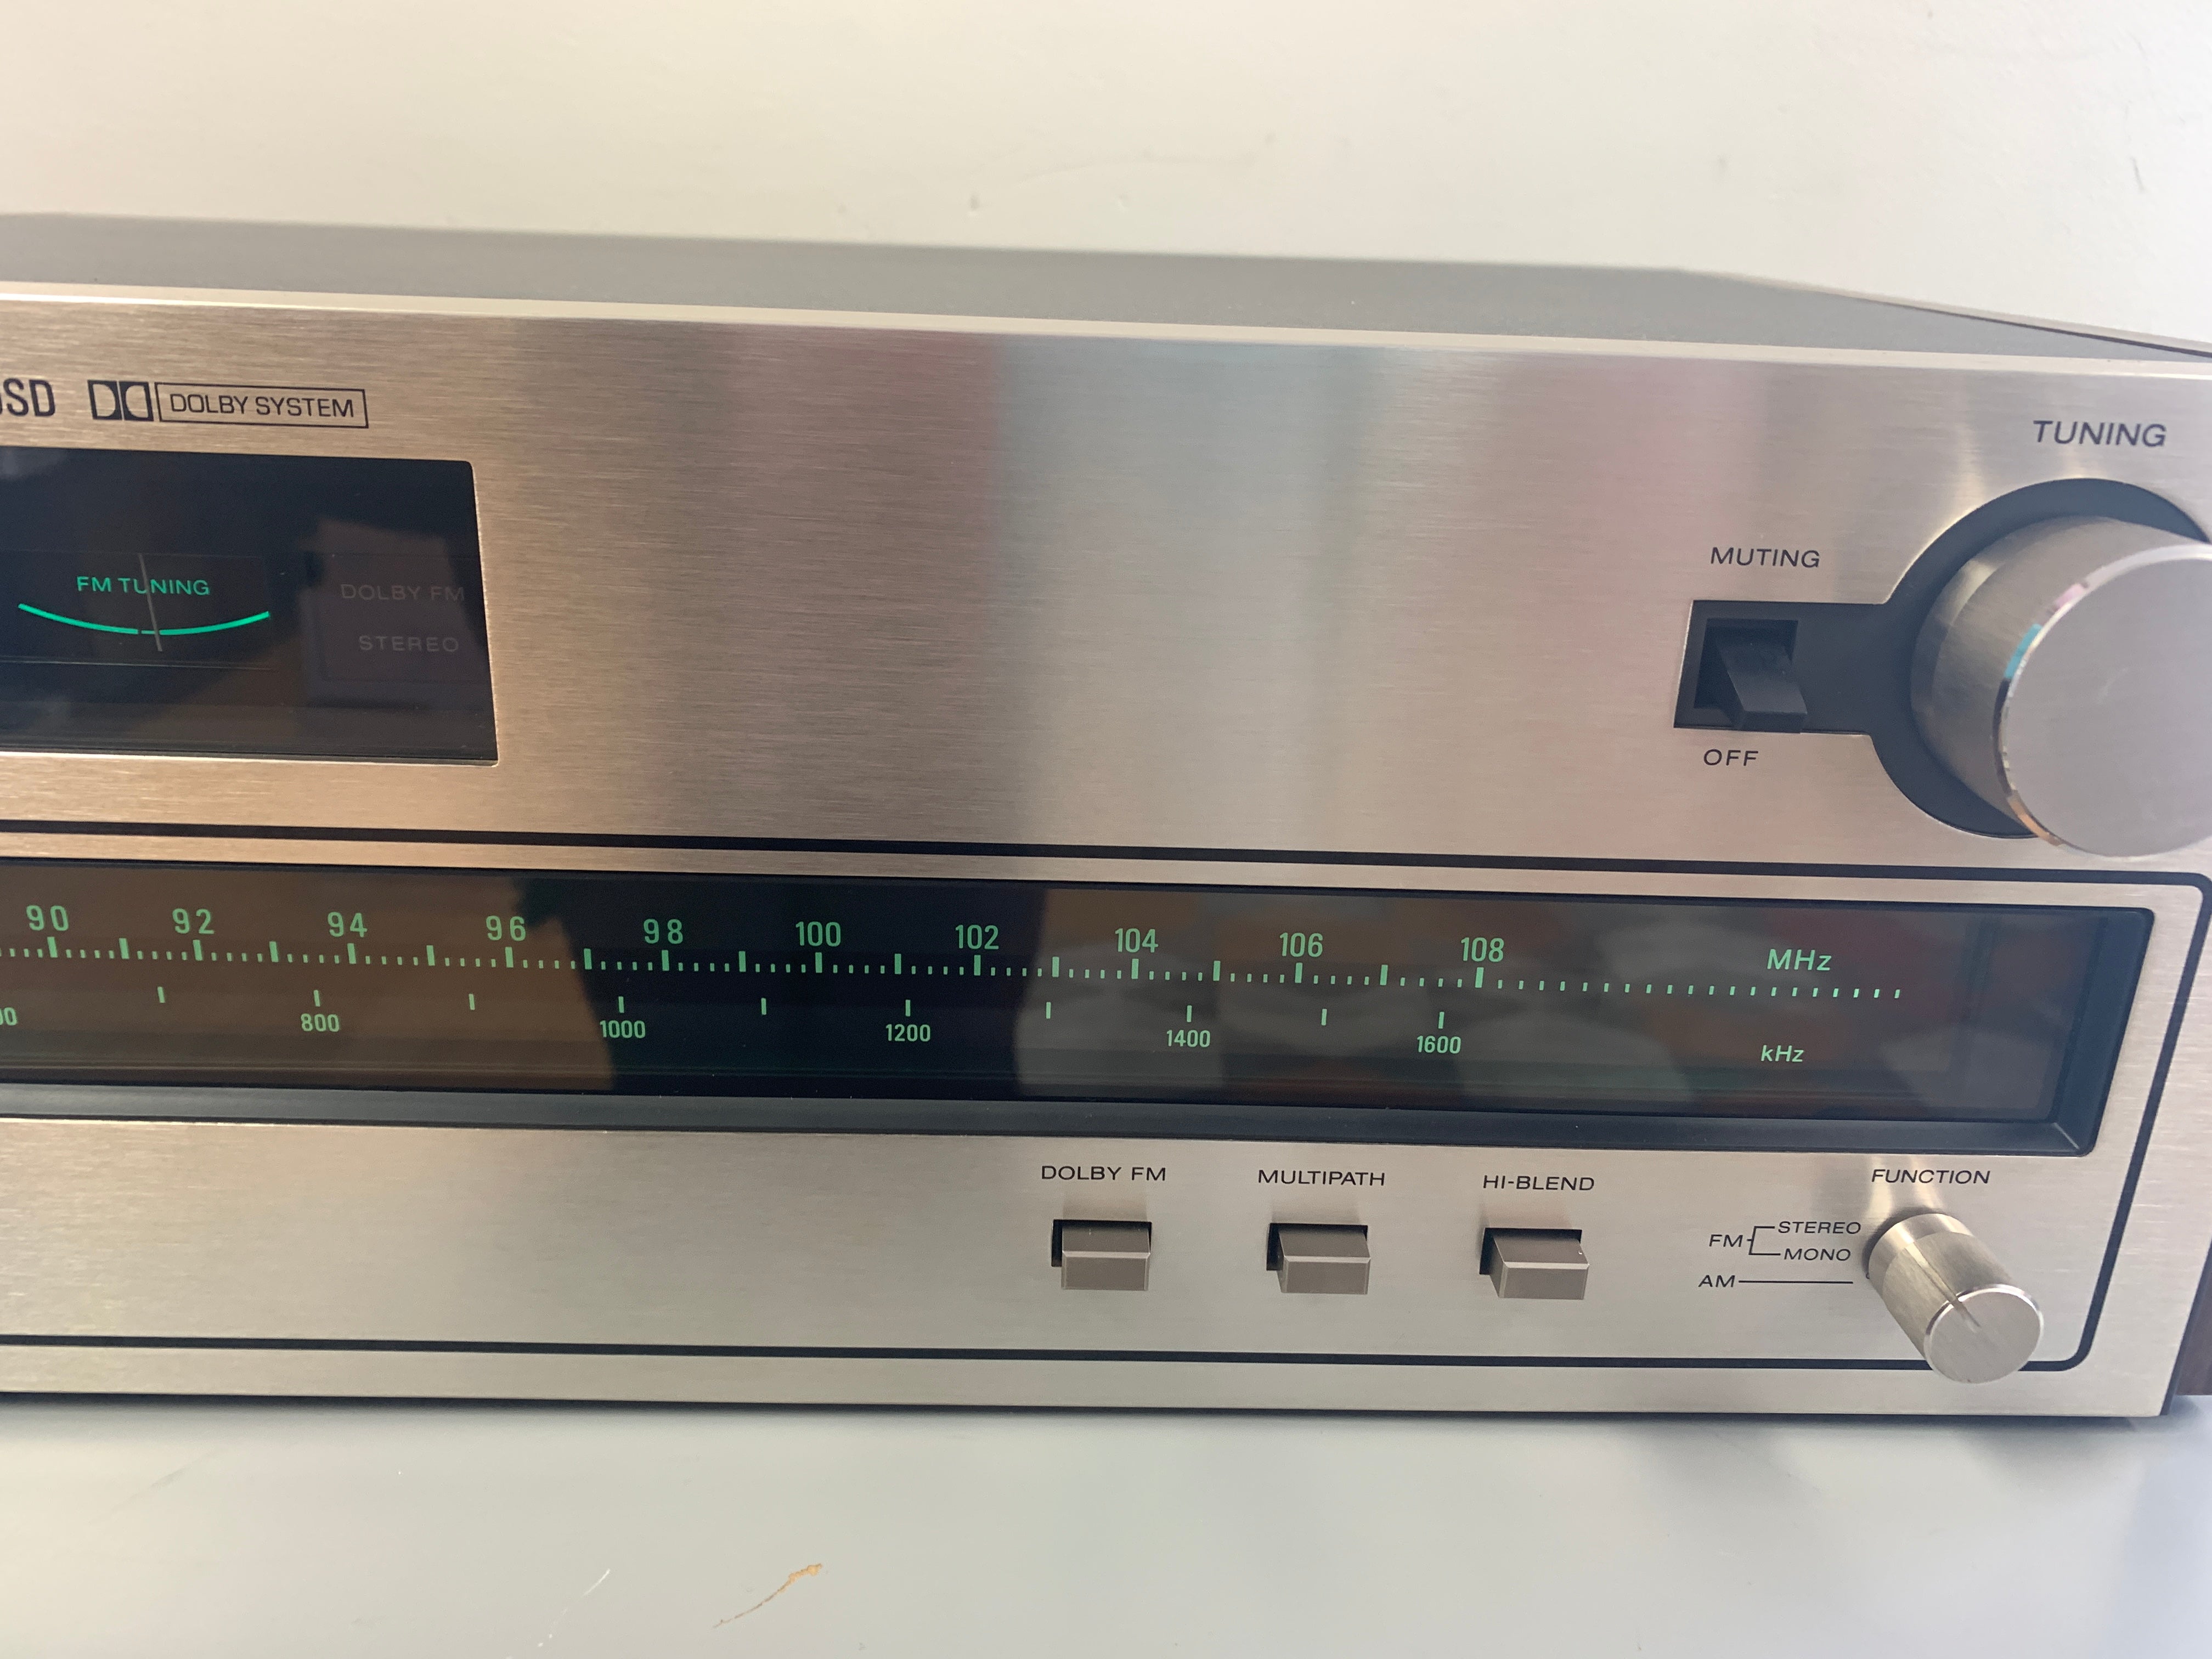 SD DOLBY SYSTEM
TUNING
MUTING
OFF
FM TUNING
DOLBY FM
STEREO
90 92 94 96 98 100 102 104 106 108 MHz
800 1000 1200 1400 1600 kHz
DOLBY FM MULTIPATH HI-BLEND FUNCTION
FM STEREO
MONO
AM